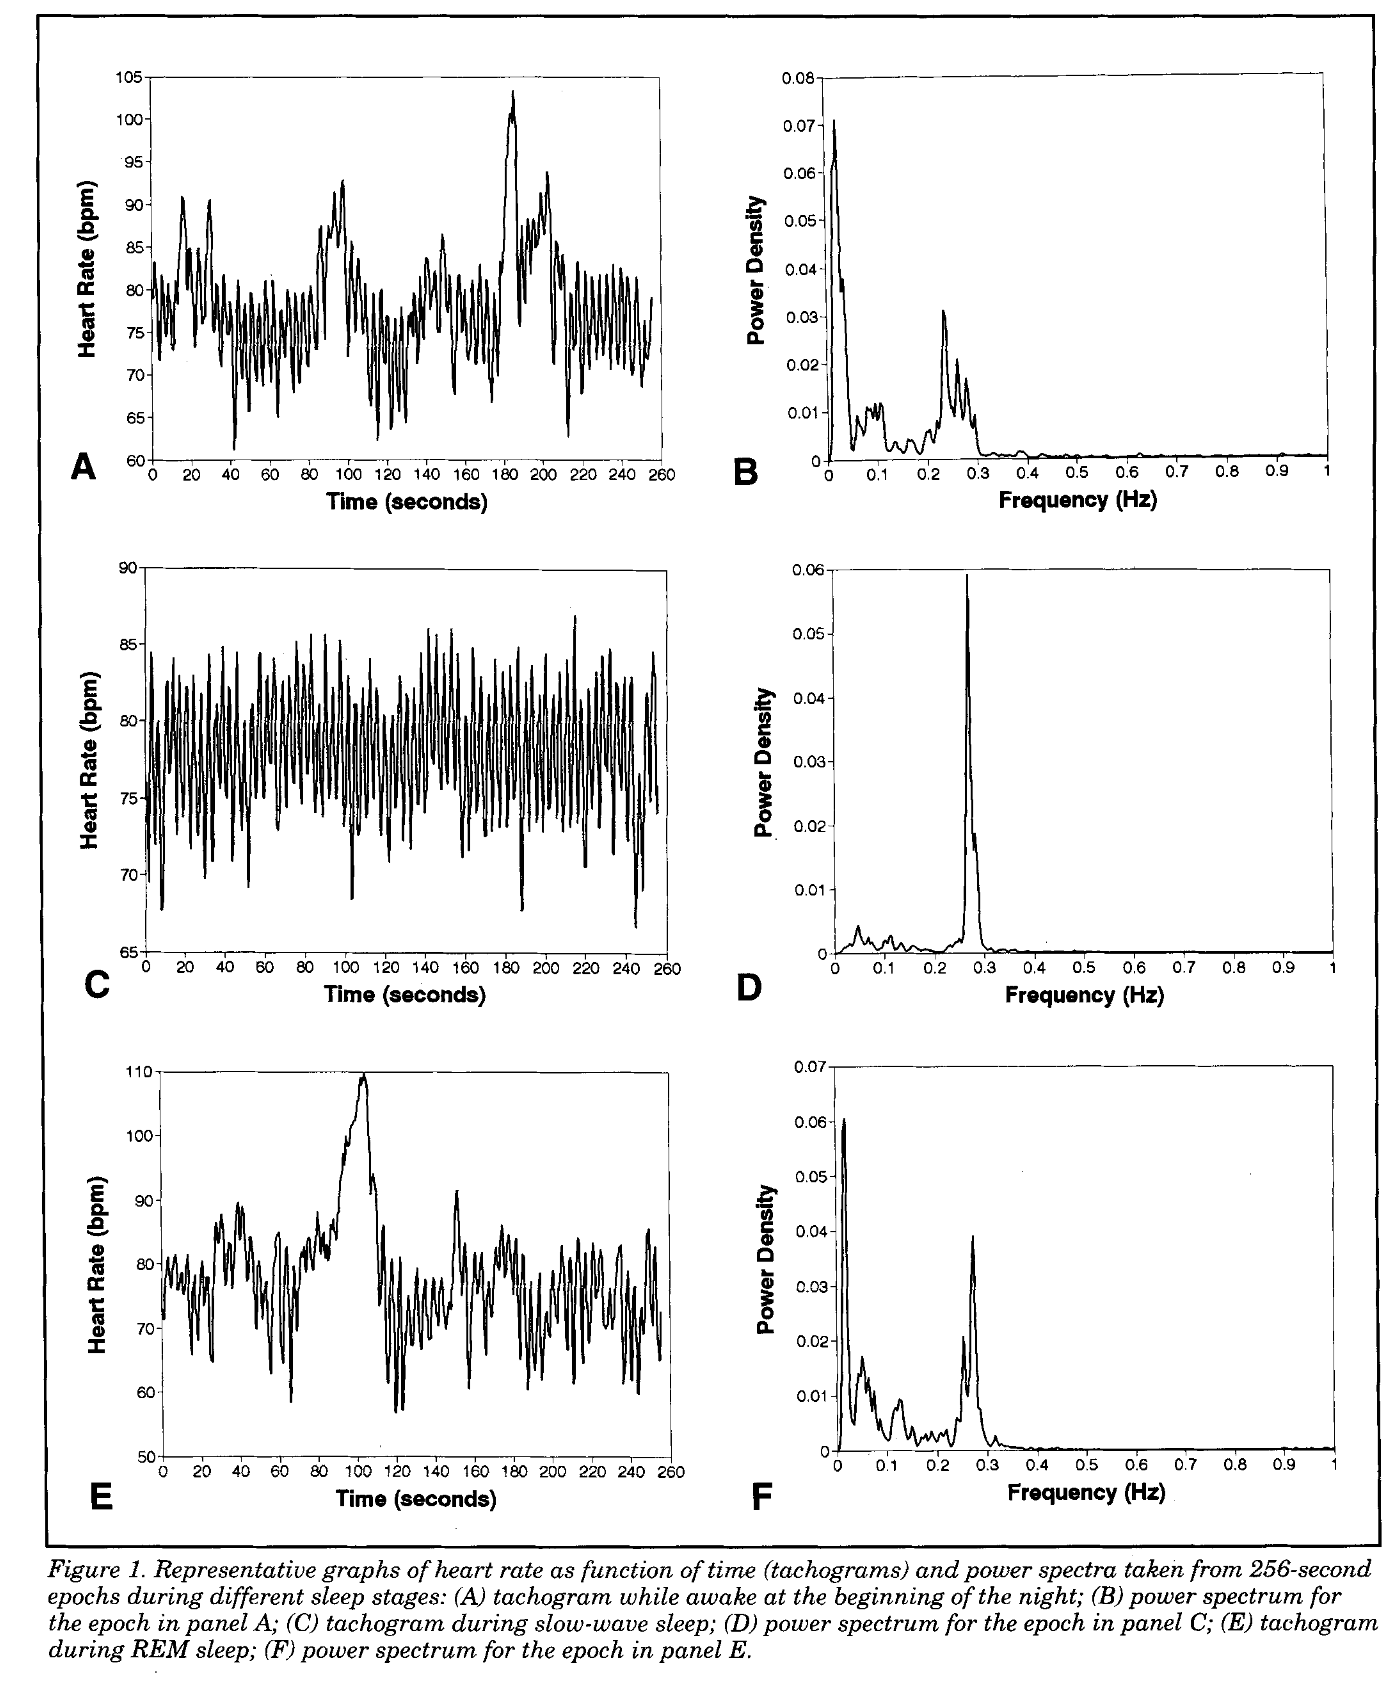 105
100
95
90
85
80
75
70
65
60
Heart Rate (bpm)
0 20 40 60 80 100 120 140 160 180 200 220 240 260
Time (seconds)
A
0.08
0.07
0.06
0.05
0.04
0.03
0.02
0.01
0
Power Density
0 0.1 0.2 0.3 0.4 0.5 0.6 0.7 0.8 0.9 1
Frequency (Hz)
B
90
85
80
75
70
65
Heart Rate (bpm)
0 20 40 60 80 100 120 140 160 180 200 220 240 260
Time (seconds)
C
0.06
0.05
0.04
0.03
0.02
0.01
0
Power Density
0 0.1 0.2 0.3 0.4 0.5 0.6 0.7 0.8 0.9 1
Frequency (Hz)
D
110
100
90
80
70
60
50
Heart Rate (bpm)
0 20 40 60 80 100 120 140 160 180 200 220 240 260
Time (seconds)
E
0.07
0.06
0.05
0.04
0.03
0.02
0.01
0
Power Density
0 0.1 0.2 0.3 0.4 0.5 0.6 0.7 0.8 0.9 1
Frequency (Hz)
F
Figure 1. Representative graphs of heart rate as function of time (tachograms) and power spectra taken from 256-second
epochs during different sleep stages: (A) tachogram while awake at the beginning of the night; (B) power spectrum for
the epoch in panel A; (C) tachogram during slow-wave sleep; (D) power spectrum for the epoch in panel C; (E) tachogram
during REM sleep; (F) power spectrum for the epoch in panel E.